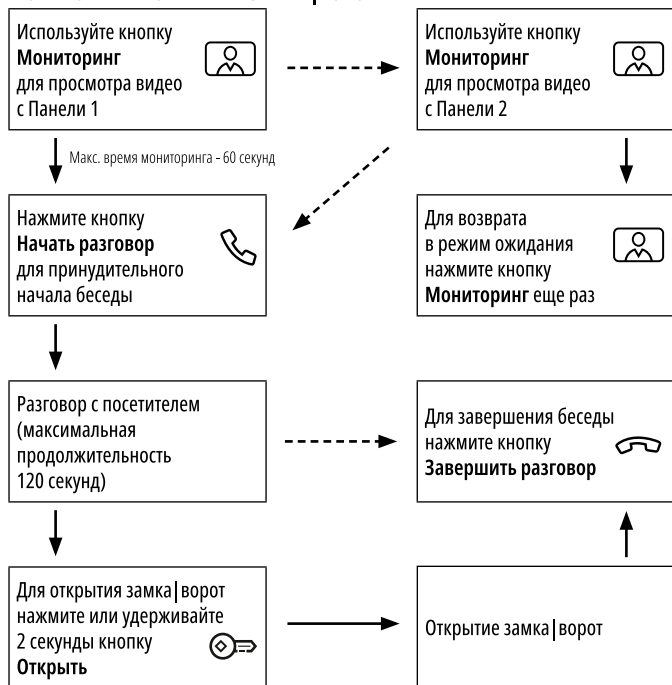 Используйте кнопку
Мониторинг
для просмотра видео
с Панели 1
Используйте кнопку
Мониторинг
для просмотра видео
с Панели 2
Макс. время мониторинга - 60 секунд
Нажмите кнопку
Начать разговор
для принудительного
начала беседы
Для возврата
в режим ожидания
нажмите кнопку
Мониторинг еще раз
Разговор с посетителем
(максимальная
продолжительность
120 секунд)
Для завершения беседы
нажмите кнопку
Завершить разговор
Для открытия замка|ворот
нажмите или удерживайте
2 секунды кнопку
Открыть
Открытие замка|ворот